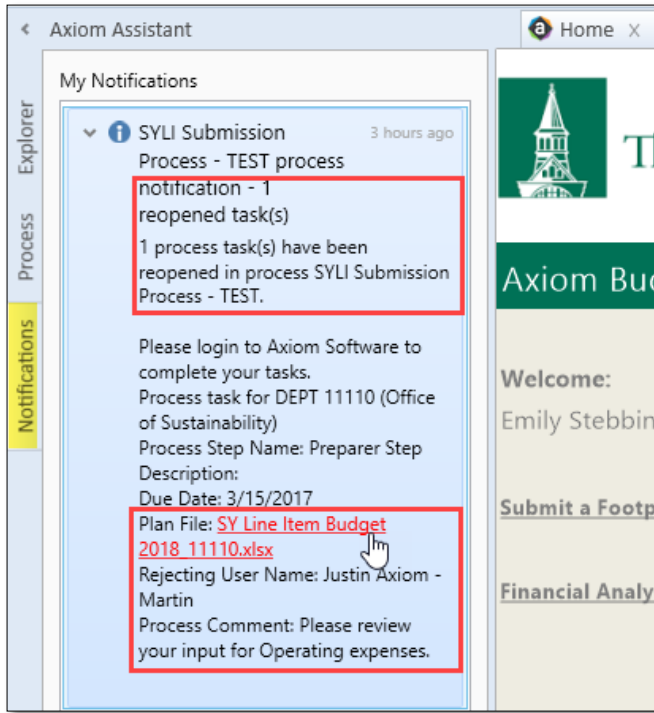 Axiom Assistant
Home X
My Notifications
Explorer
Process
Notifications
SYLI Submission
3 hours ago
Process - TEST process
notification - 1
reopened task(s)
1 process task(s) have been
reopened in process SYLI Submission
Process - TEST.
Please login to Axiom Software to
complete your tasks.
Process task for DEPT 11110 (Office
of Sustainability)
Process Step Name: Preparer Step
Description:
Due Date: 3/15/2017
Plan File: SY Line Item Budget
2018_11110.xlsx
Rejecting User Name: Justin Axiom -
Martin
Process Comment: Please review
your input for Operating expenses.
Axiom Bu
Welcome:
Emily Stebbin
Submit a Footp
Financial Analy